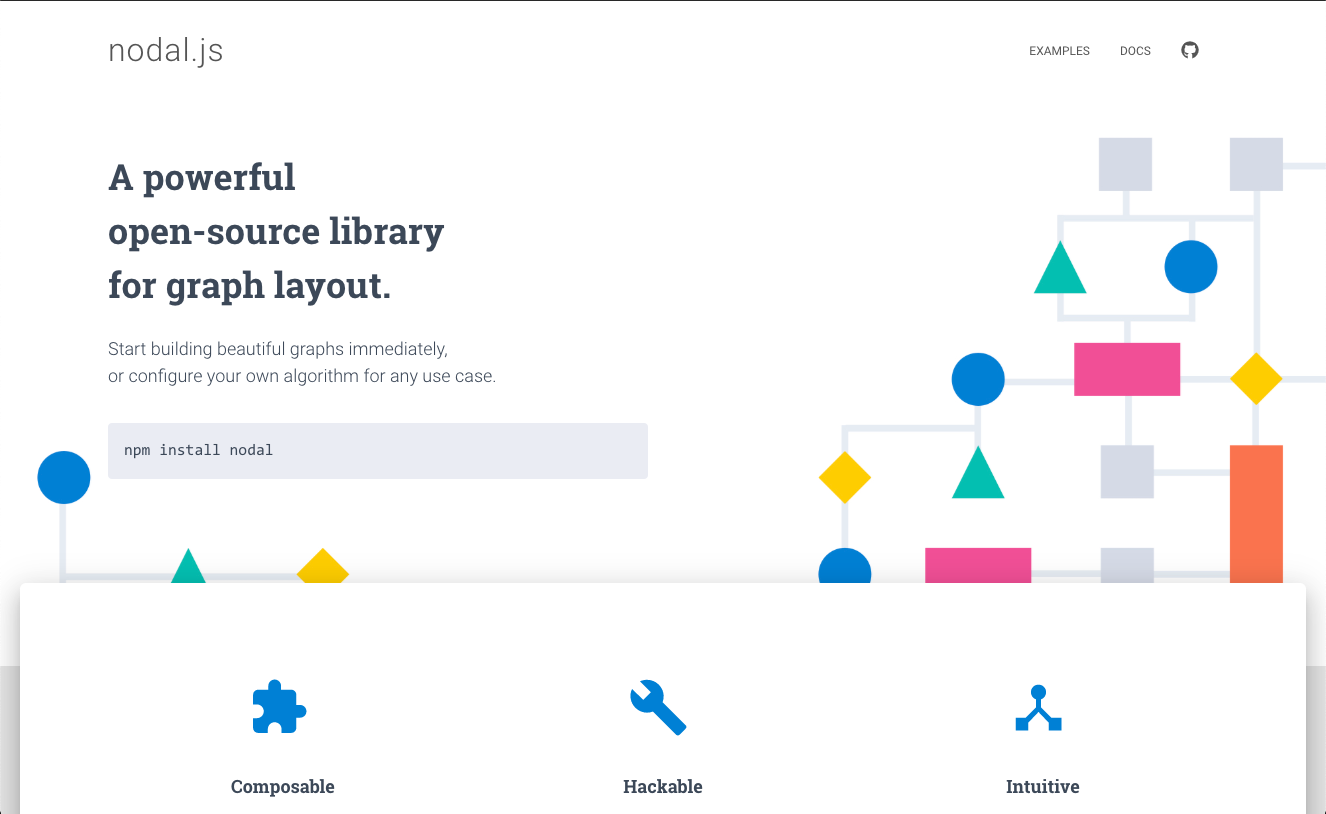 nodal.js
EXAMPLES DOCS
A powerful
open-source library
for graph layout.
Start building beautiful graphs immediately,
or configure your own algorithm for any use case.
npm install nodal
Composable Hackable Intuitive